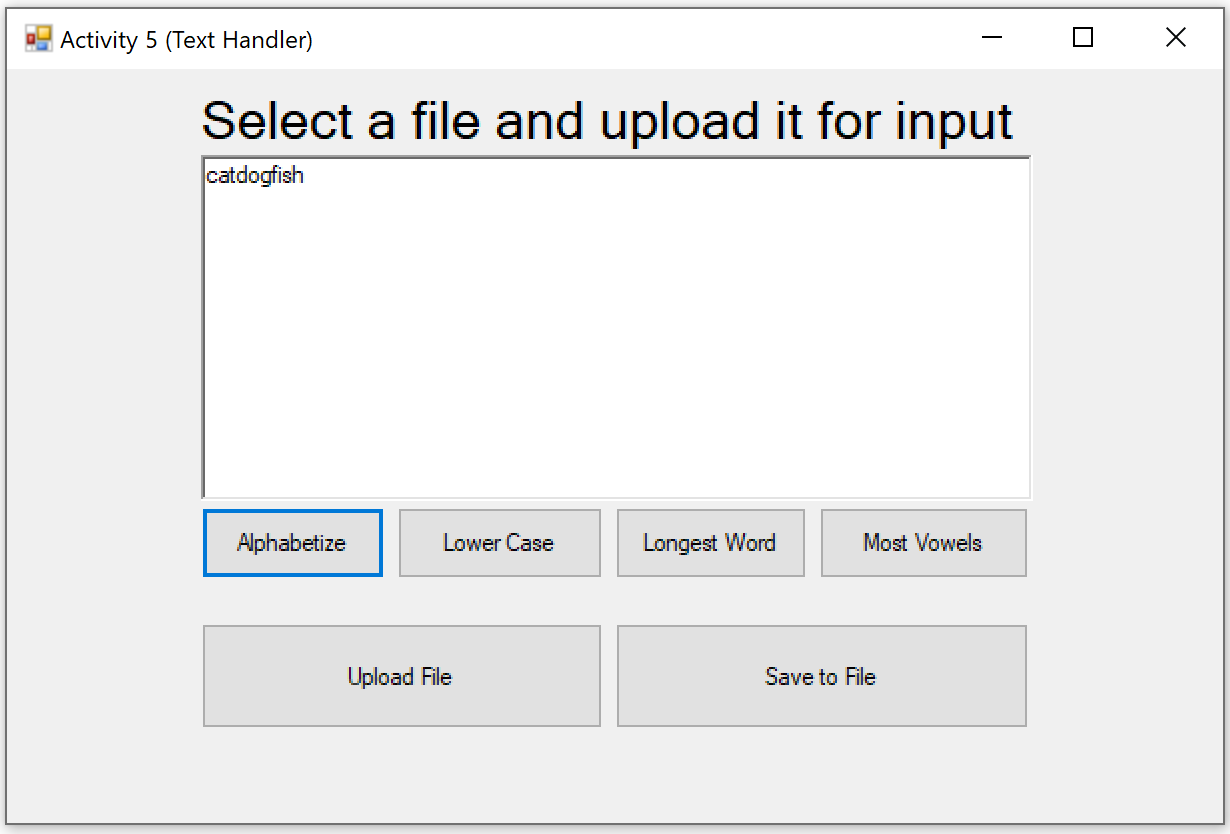 Activity 5 (Text Handler)
Select a file and upload it for input
catdogfish
Alphabetize
Lower Case
Longest Word
Most Vowels
Upload File
Save to File